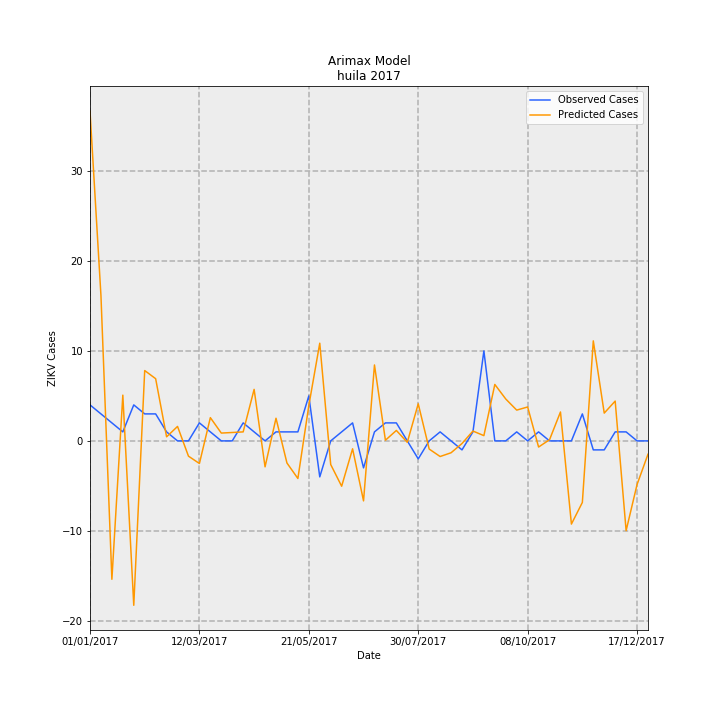 Arimax Model
huila 2017
Observed Cases
Predicted Cases
ZIKV Cases
30
20
10
0
−10
−20
01/01/2017
12/03/2017
21/05/2017
30/07/2017
08/10/2017
17/12/2017
Date